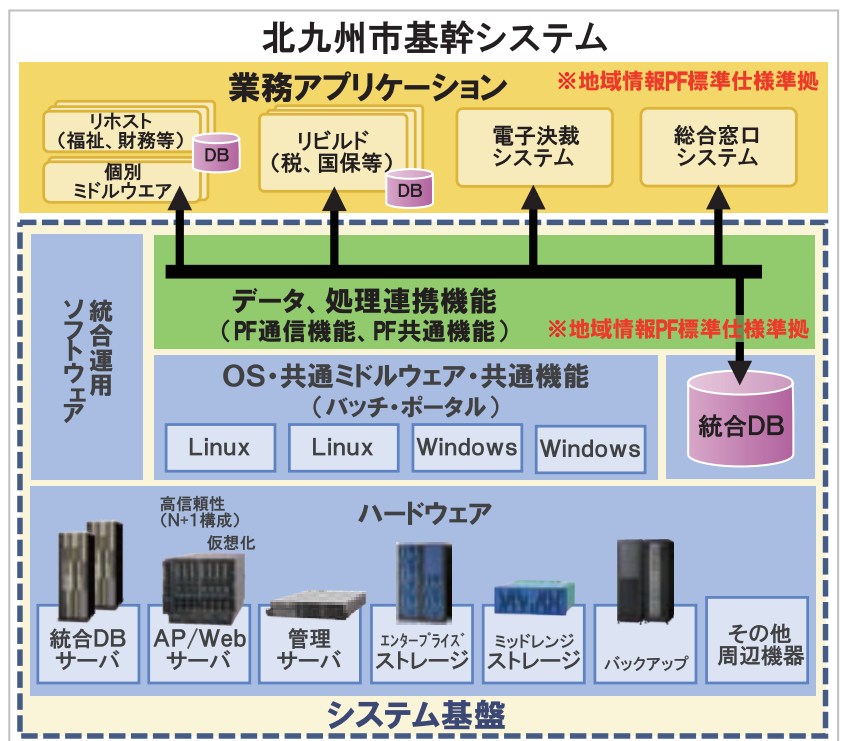 北九州市基幹システム
業務アプリケーション
※地域情報PF標準仕様準拠
リホスト
(福祉、財務等)
DB
個別
ミドルウエア
リビルド
(税、国保等)
DB
電子決裁
システム
総合窓口
システム
統合運用
ソフトウェア
データ、処理連携機能
(PF通信機能、PF共通機能)
※地域情報PF標準仕様準拠
OS・共通ミドルウェア・共通機能
(バッチ・ポータル)
Linux
Linux
Windows
Windows
統合DB
ハードウェア
高信頼性
(N+1構成)
仮想化
統合DB
サーバ
AP/Web
サーバ
管理
サーバ
ｴﾝﾀｰﾌﾟﾗｲｽﾞ
ストレージ
ミッドレンジ
ストレージ
バックアップ
その他
周辺機器
システム基盤